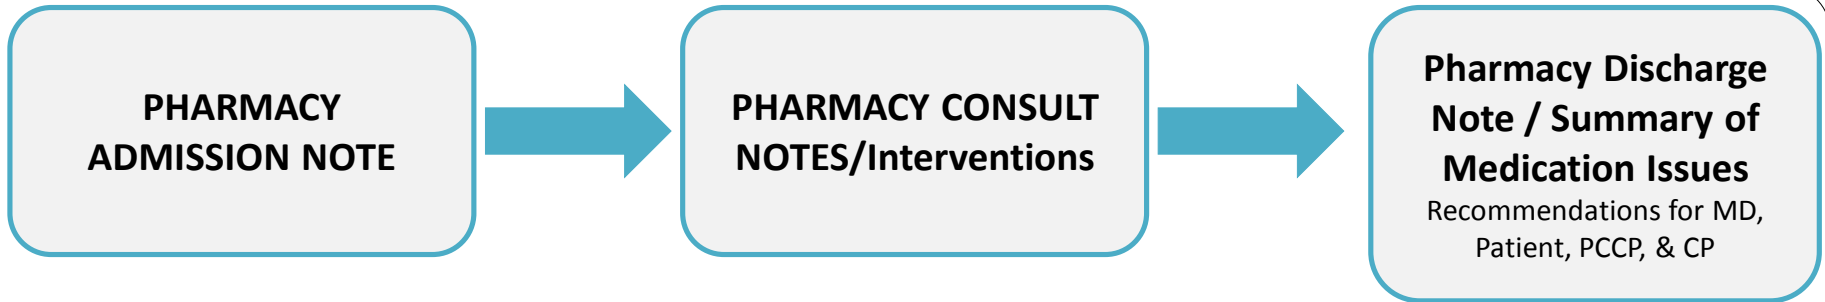 PHARMACY
ADMISSION NOTE
PHARMACY CONSULT
NOTES/Interventions
Pharmacy Discharge
Note / Summary of
Medication Issues
Recommendations for MD,
Patient, PCCP, & CP